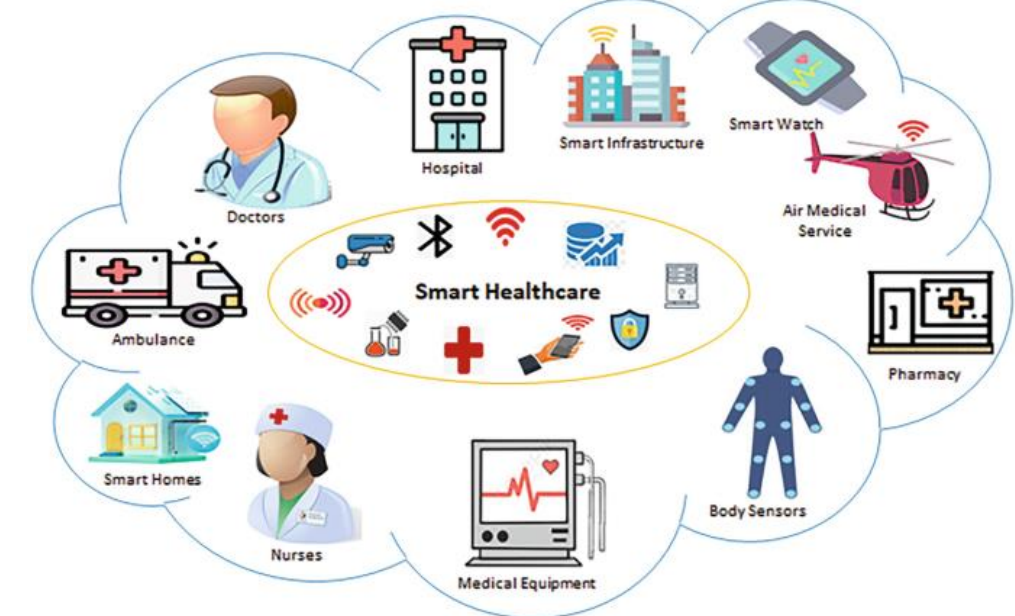 Hospital
Smart Infrastructure
Smart Watch
Doctors
Air Medical
Service
Smart Healthcare
Ambulance
Pharmacy
Smart Homes
Body Sensors
Nurses
Medical Equipment